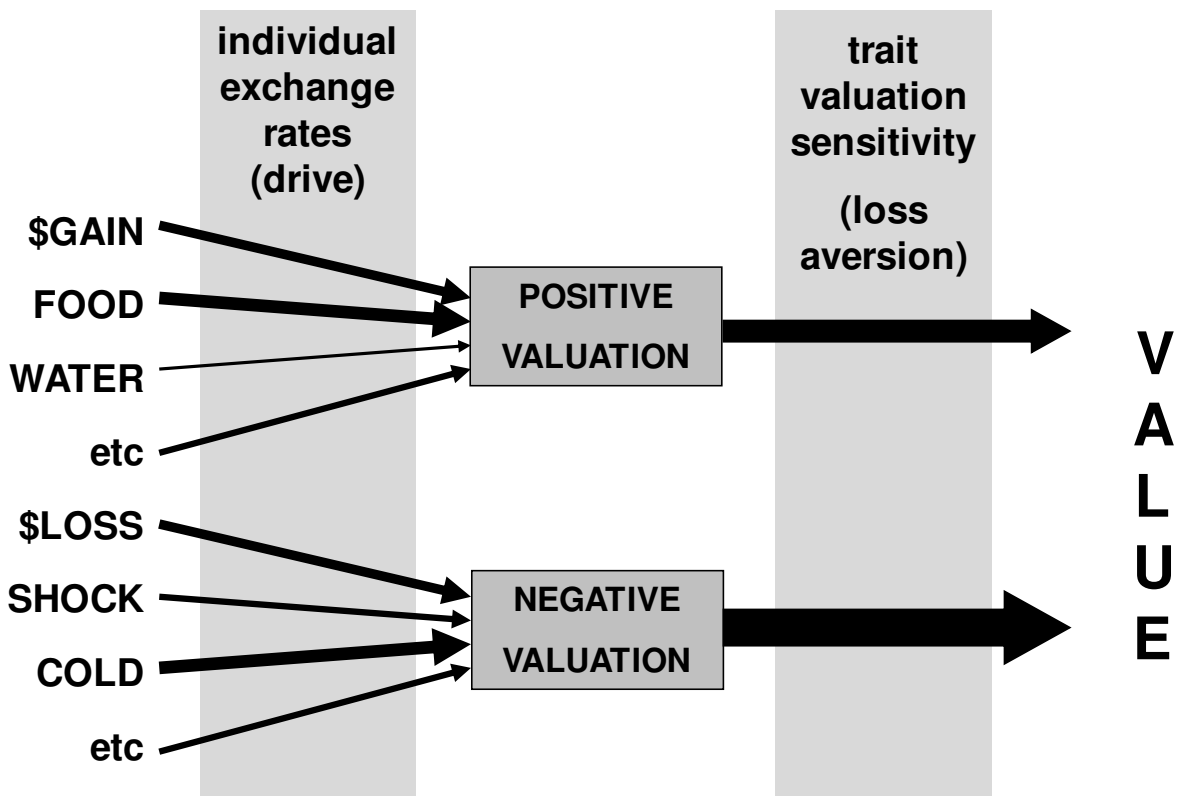 individual
exchange
rates
(drive)
trait
valuation
sensitivity
(loss
aversion)
$GAIN
FOOD
WATER
etc
$LOSS
SHOCK
COLD
etc
POSITIVE
VALUATION
NEGATIVE
VALUATION
V
A
L
U
E